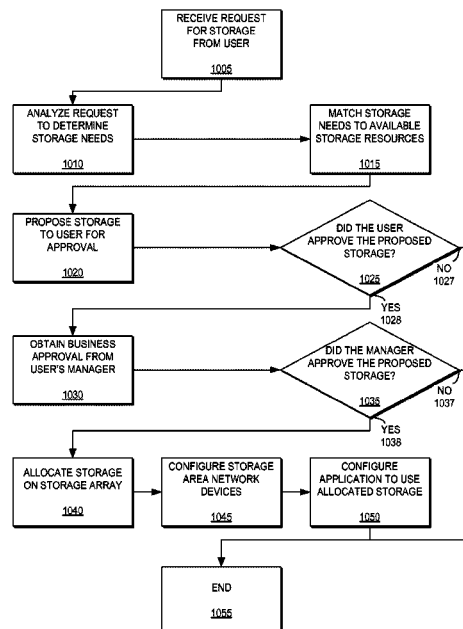 RECEIVE REQUEST
FOR STORAGE
FROM USER
1005
ANALYZE REQUEST
TO DETERMINE
STORAGE NEEDS
1010
MATCH STORAGE
NEEDS TO AVAILABLE
STORAGE RESOURCES
1015
PROPOSE STORAGE
TO USER FOR
APPROVAL
1020
DID THE USER
APPROVE THE PROPOSED
STORAGE?
1025
NO
1027
YES
1028
OBTAIN BUSINESS
APPROVAL FROM
USER'S MANAGER
1030
DID THE MANAGER
APPROVE THE PROPOSED
STORAGE?
1035
NO
1037
YES
1038
ALLOCATE STORAGE
ON STORAGE ARRAY
1040
CONFIGURE STORAGE
AREA NETWORK
DEVICES
1045
CONFIGURE
APPLICATION TO USE
ALLOCATED STORAGE
1050
END
1055